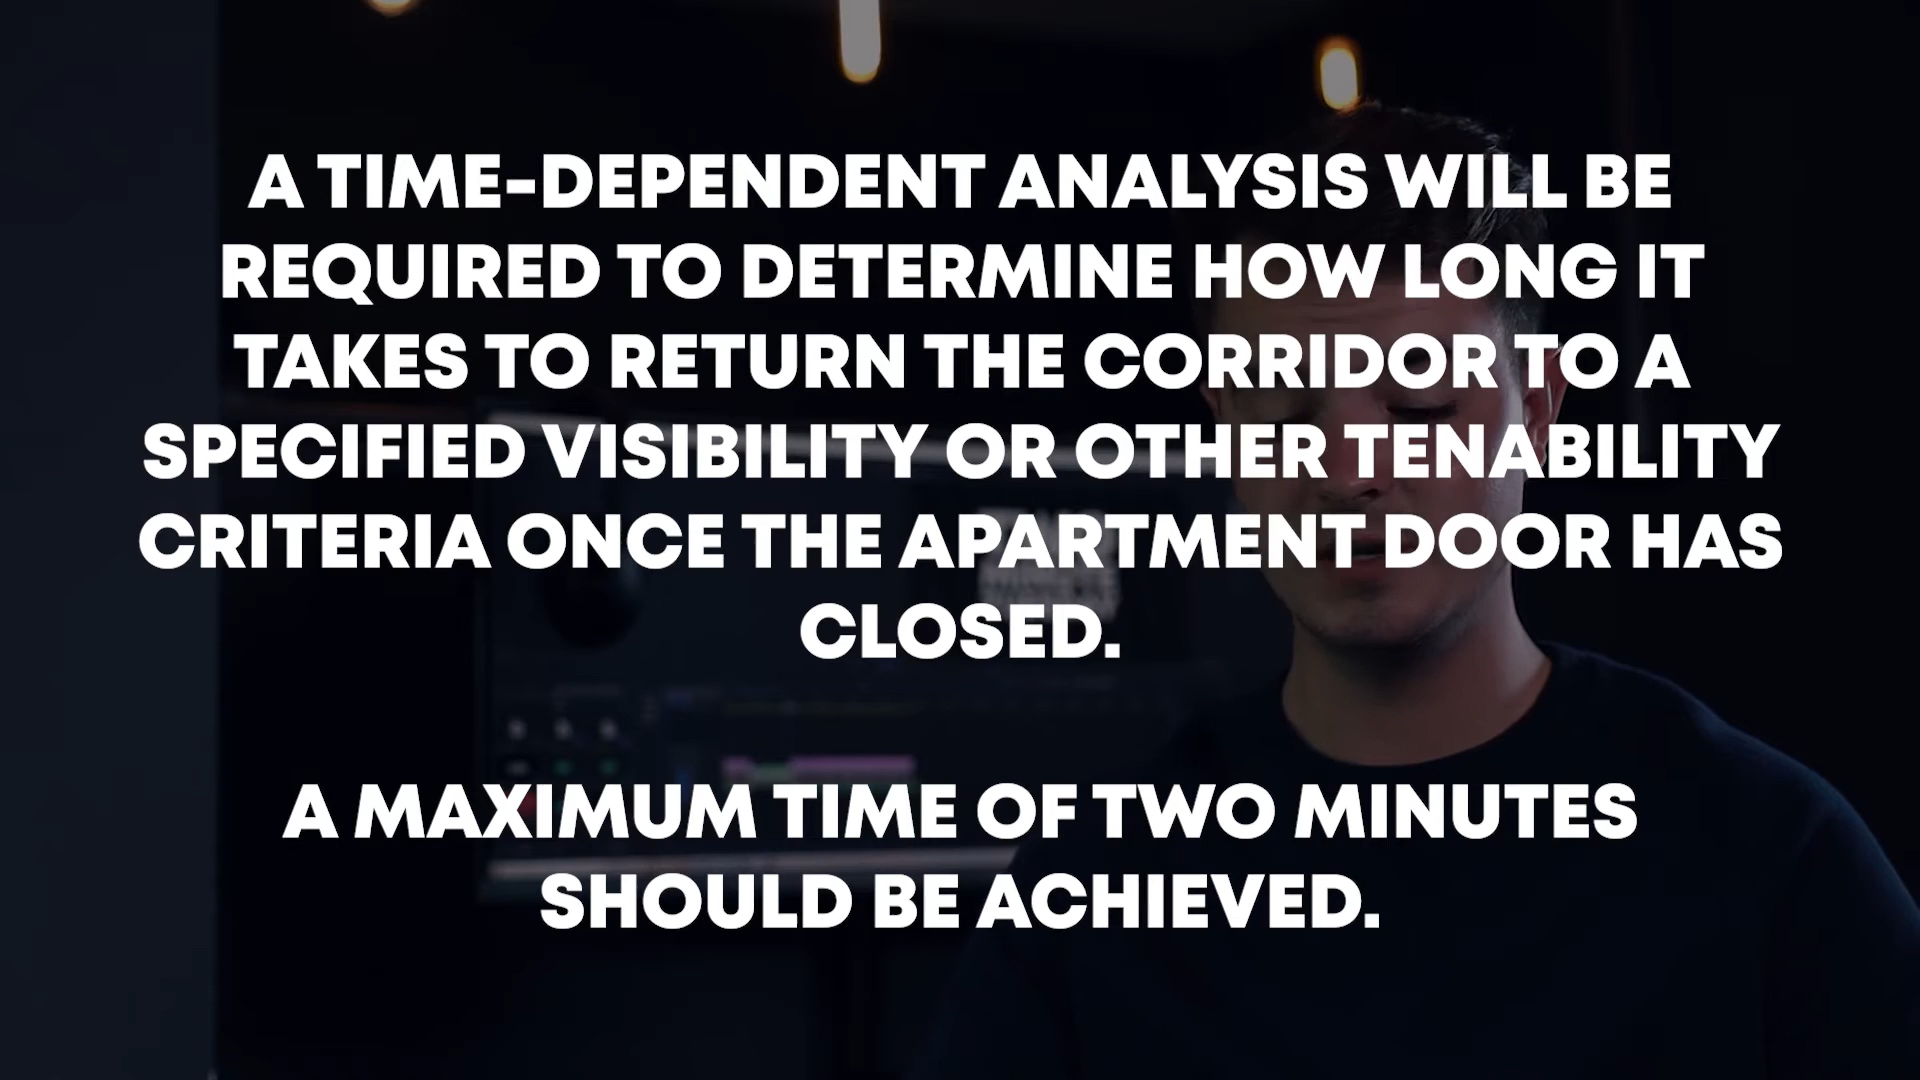 A TIME-DEPENDENT ANALYSIS WILL BE
REQUIRED TO DETERMINE HOW LONG IT
TAKES TO RETURN THE CORRIDOR TO A
SPECIFIED VISIBILITY OR OTHER TENABILITY
CRITERIA ONCE THE APARTMENT DOOR HAS
CLOSED.
A MAXIMUM TIME OF TWO MINUTES
SHOULD BE ACHIEVED.